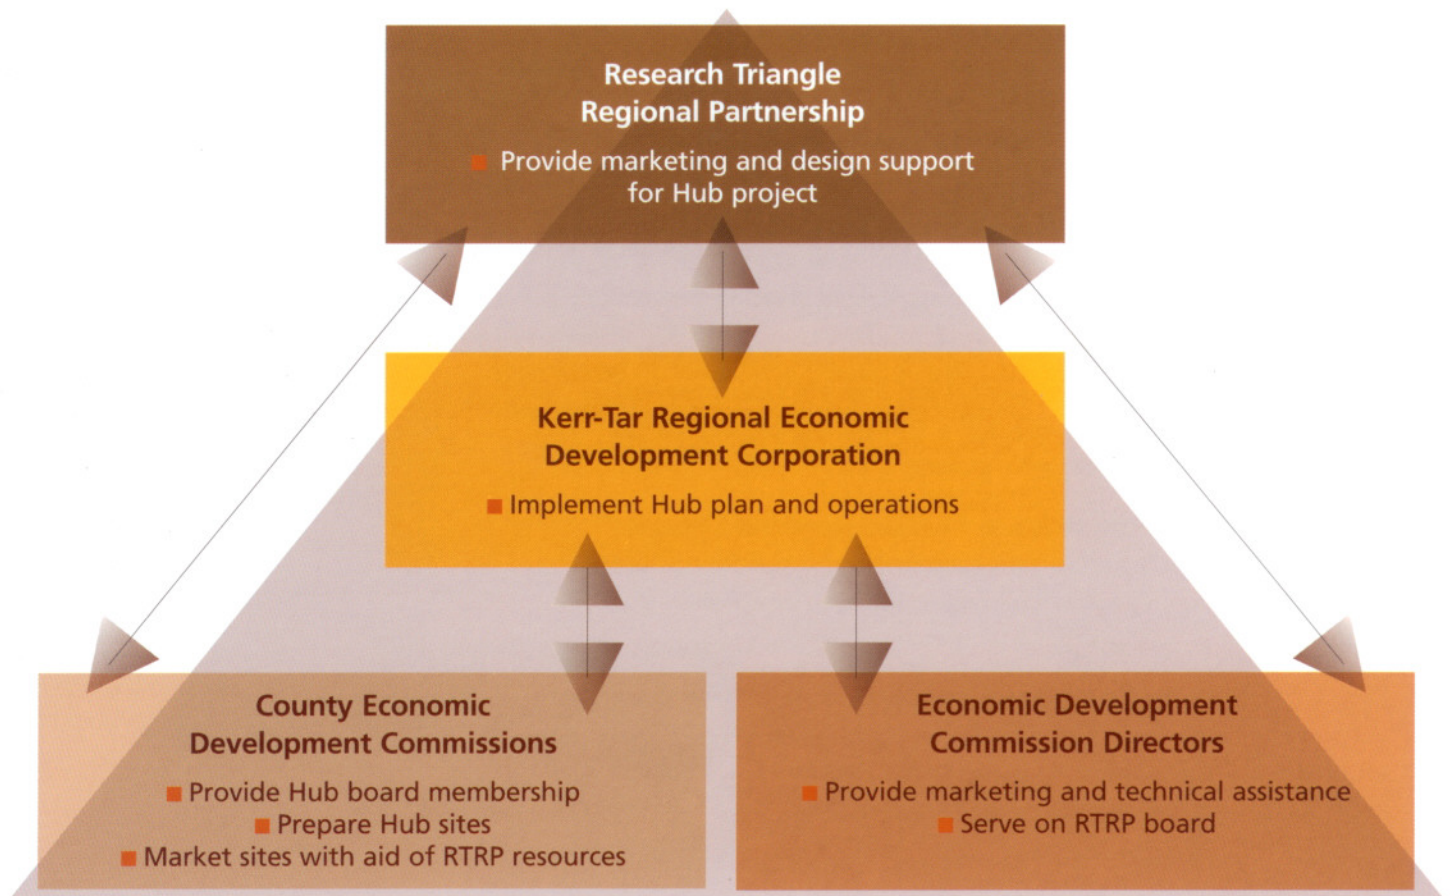 Research Triangle
Regional Partnership
■ Provide marketing and design support
for Hub project
Kerr-Tar Regional Economic
Development Corporation
■ Implement Hub plan and operations
County Economic
Development Commissions
■ Provide Hub board membership
■ Prepare Hub sites
■ Market sites with aid of RTRP resources
Economic Development
Commission Directors
■ Provide marketing and technical assistance
■ Serve on RTRP board